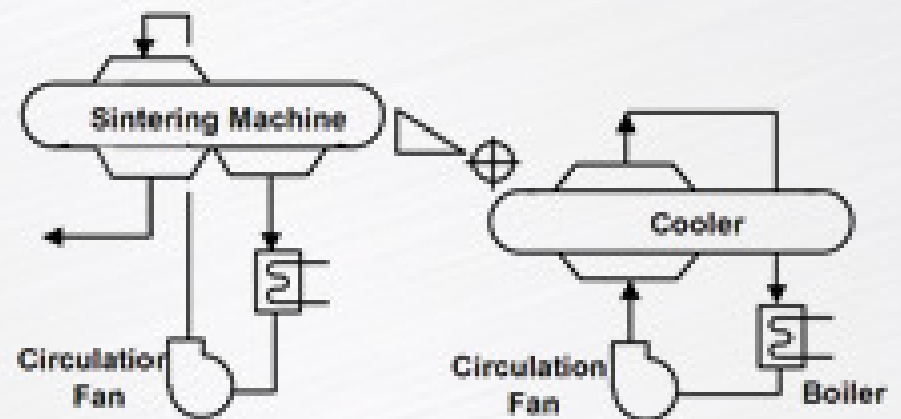 Sintering Machine
Cooler
Circulation
Fan
Circulation
Fan
Boiler